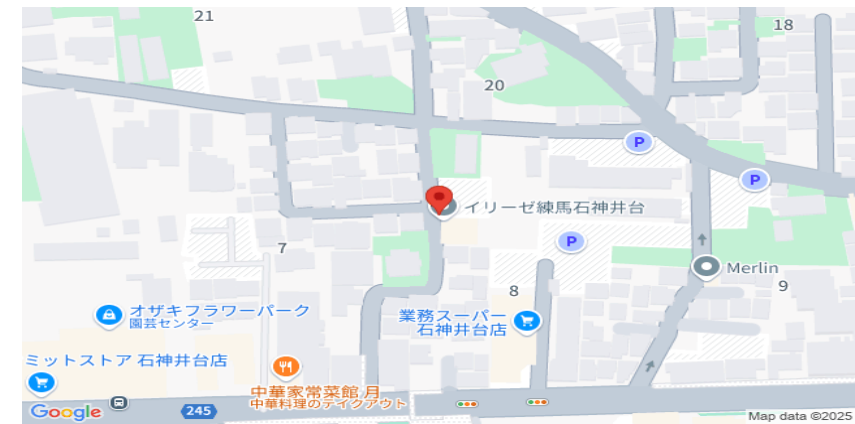 21
18
20
P
P
イリーゼ練馬石神井台
P
7
Merlin
8
9
オザキフラワーパーク
園芸センター
業務スーパー
石神井台店
ミットストア 石神井台店
中華家常菜館 月
中華料理のテイクアウト
Google
245
Map data ©2025